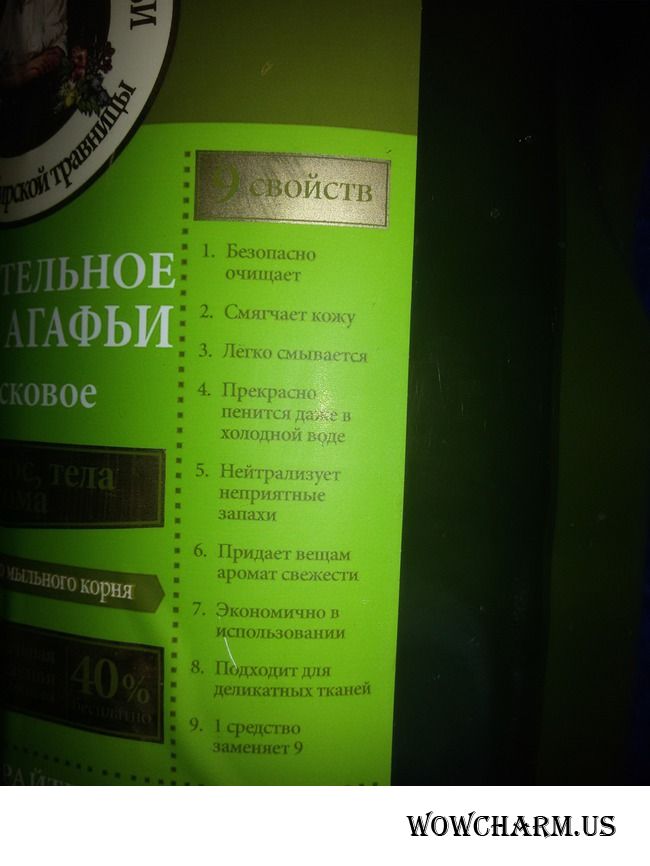 травницы
9 свойств
1. Безопасно
очищает
2. Смягчает кожу
3. Легко смывается
4. Прекрасно
пенится даже в
холодной воде
5. Нейтрализует
неприятные
запахи
6. Придает вещам
аромат свежести
7. Экономично в
использовании
8. Подходит для
деликатных тканей
9. 1 средство
заменяет 9
ТЕЛЬНОЕ
АГАФЬИ
сковое
тела
мыльного корня
40%
бесплатно
WOWCHARM.US